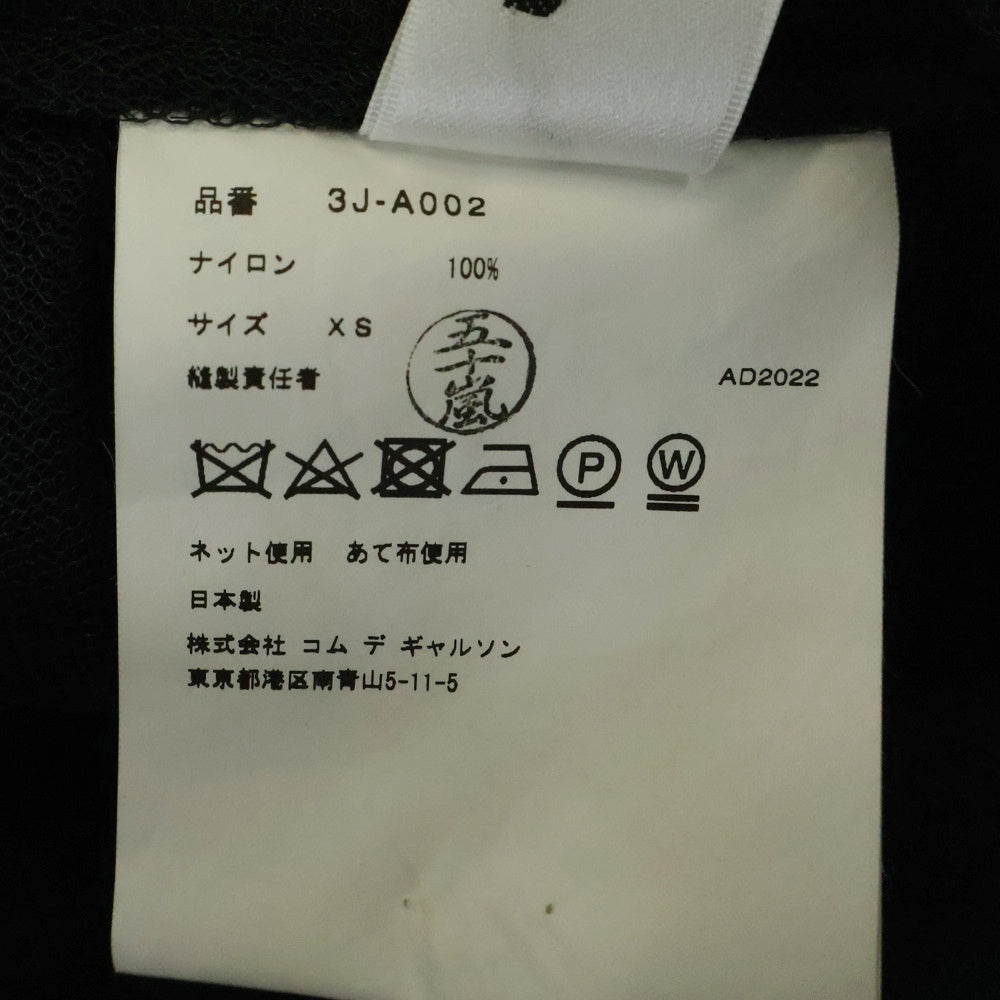 品番 3J-A002
ナイロン 100%
サイズ XS
五十嵐
縫製責任者
AD2022
P W
ネット使用 あて布使用
日本製
株式会社 コム デ ギャルソン
東京都港区南青山5-11-5